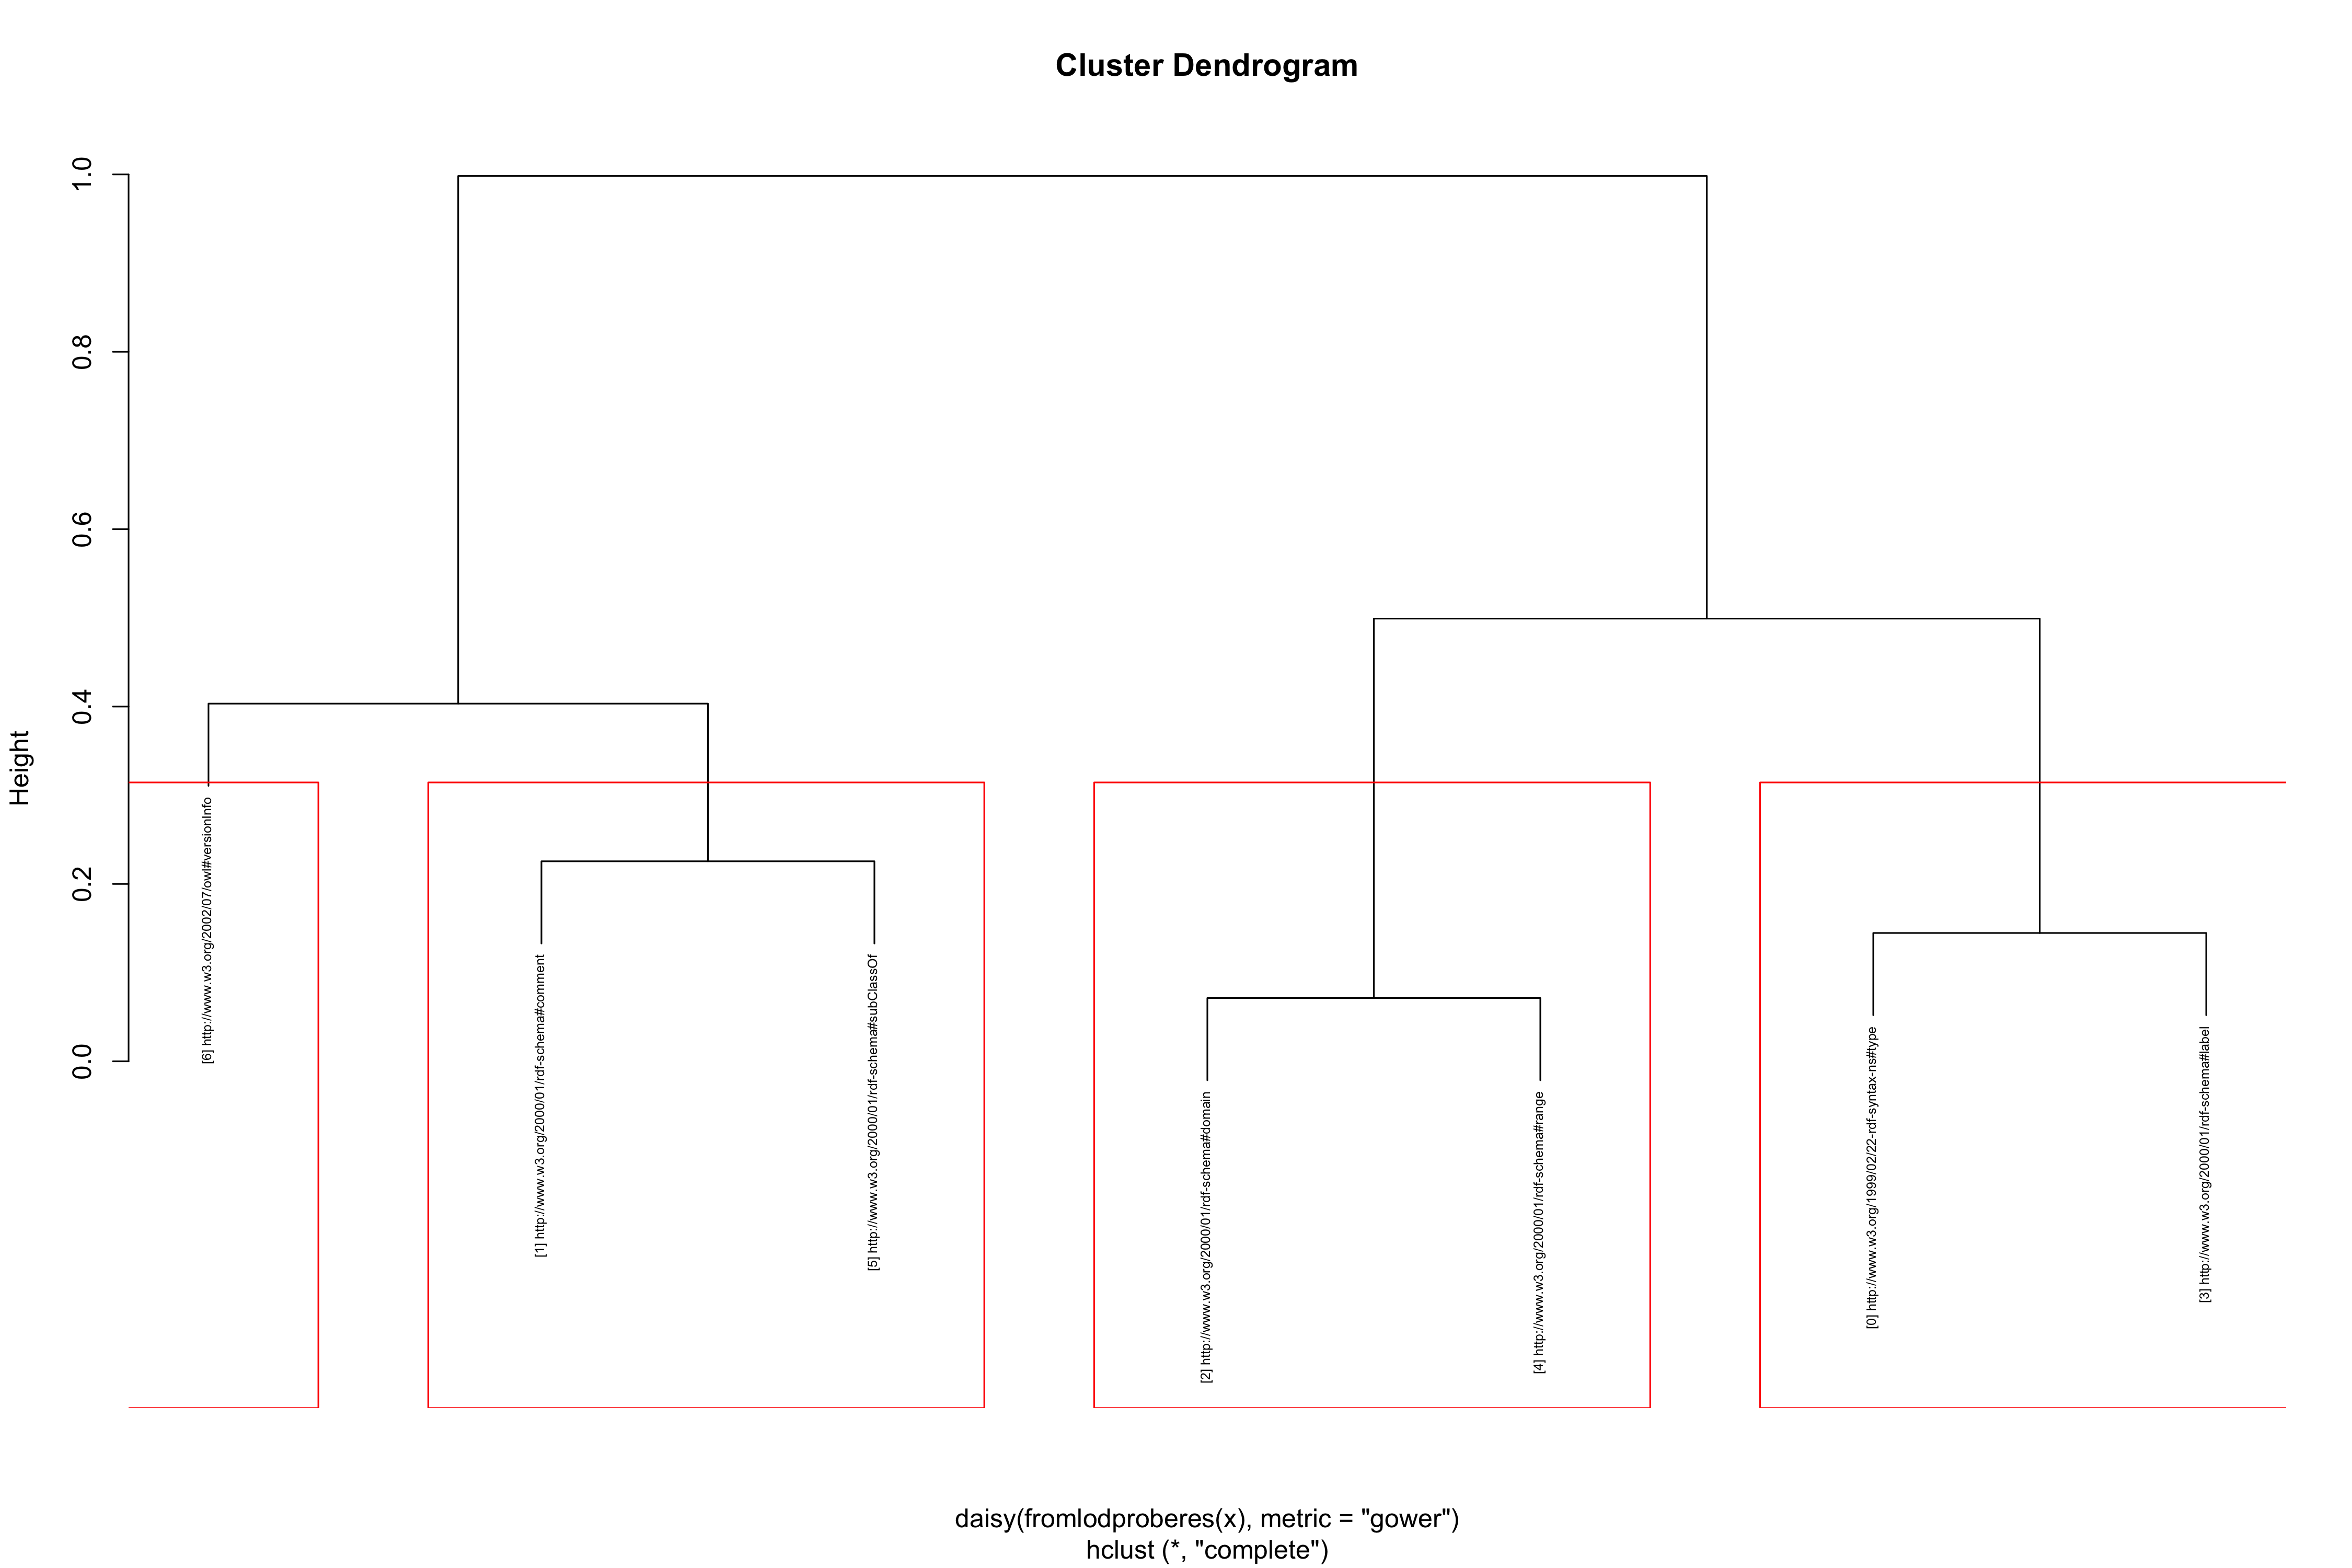 Cluster Dendrogram
Height
1.0
0.8
0.6
0.4
0.2
0.0
[6] http://www.w3.org/2002/07/owl#versionInfo
[1] http://www.w3.org/2000/01/rdf-schema#comment
[5] http://www.w3.org/2000/01/rdf-schema#subClassOf
[2] http://www.w3.org/2000/01/rdf-schema#domain
[4] http://www.w3.org/2000/01/rdf-schema#range
[0] http://www.w3.org/1999/02/22-rdf-syntax-ns#type
[3] http://www.w3.org/2000/01/rdf-schema#label
daisy(fromlodproberes(x), metric = "gower")
hclust (*, "complete")